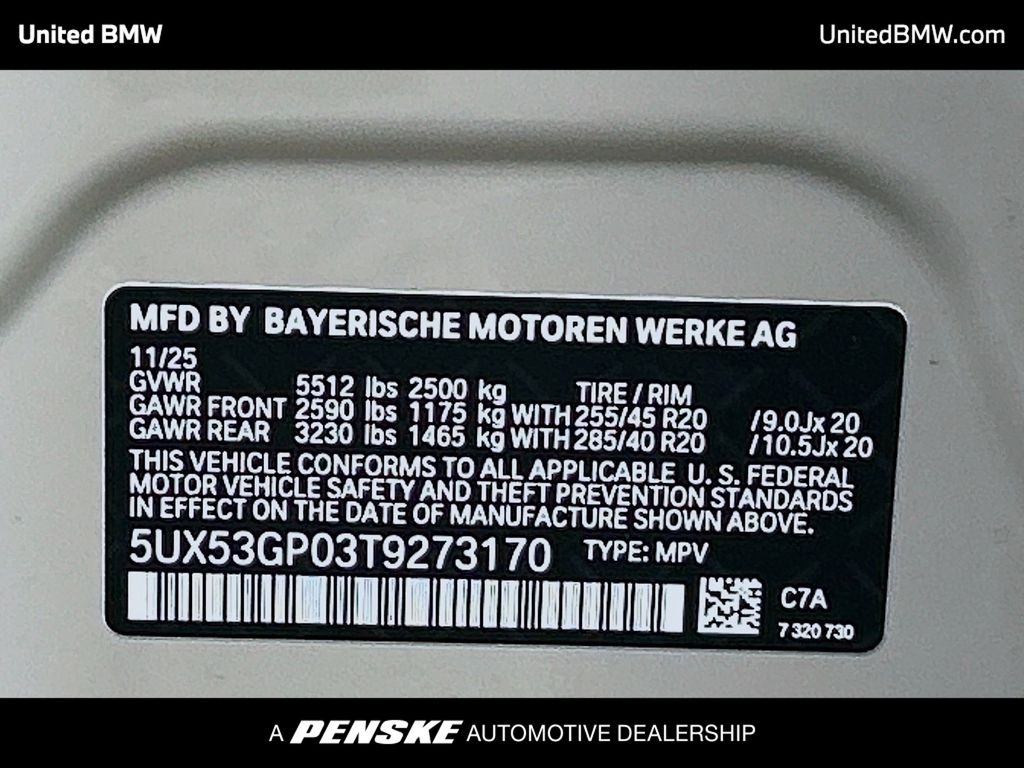 United BMW
UnitedBMW.com
MFD BY BAYERISCHE MOTOREN WERKE AG
11/25
GVWR 5512 lbs 2500 kg TIRE / RIM
GAWR FRONT 2590 lbs 1175 kg WITH 255/45 R20 /9.0Jx 20
GAWR REAR 3230 lbs 1465 kg WITH 285/40 R20 /10.5Jx 20
THIS VEHICLE CONFORMS TO ALL APPLICABLE U. S. FEDERAL
MOTOR VEHICLE SAFETY AND THEFT PREVENTION STANDARDS
IN EFFECT ON THE DATE OF MANUFACTURE SHOWN ABOVE.
5UX53GP03T9273170 TYPE: MPV
C7A
7 320 730
A PENSKE AUTOMOTIVE DEALERSHIP